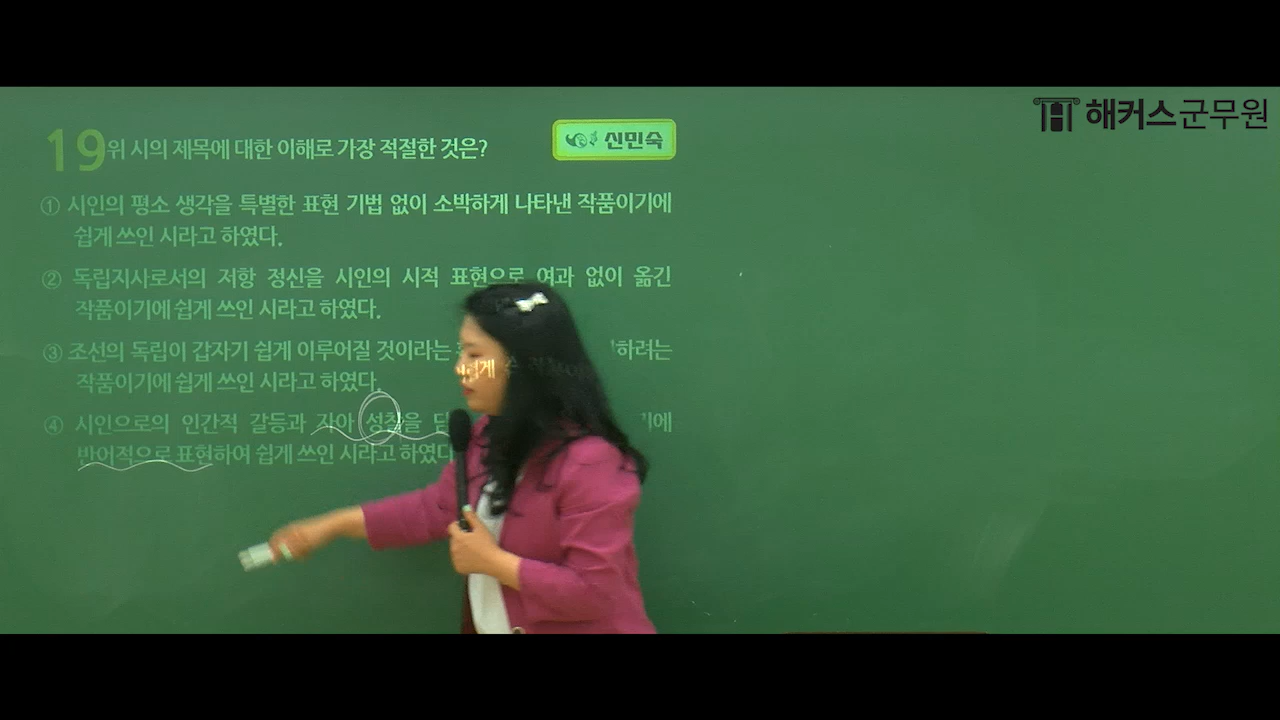 해커스군무원
19 위 시의 제목에 대한 이해로 가장 적절한 것은?
신민숙
① 시인의 평소 생각을 특별한 표현 기법 없이 소박하게 나타낸 작품이기에
쉽게 쓰인 시라고 하였다.
② 독립지사로서의 저항 정신을 시인의 시적 표현으로 여과 없이 옮긴
작품이기에 쉽게 쓰인 시라고 하였다.
③ 조선의 독립이 갑자기 쉽게 이루어질 것이라는 하려는
작품이기에 쉽게 쓰인 시라고 하였다.
④ 시인으로의 인간적 갈등과 자아 성찰을
반어적으로 표현하여 쉽게 쓰인 시라고 하였다